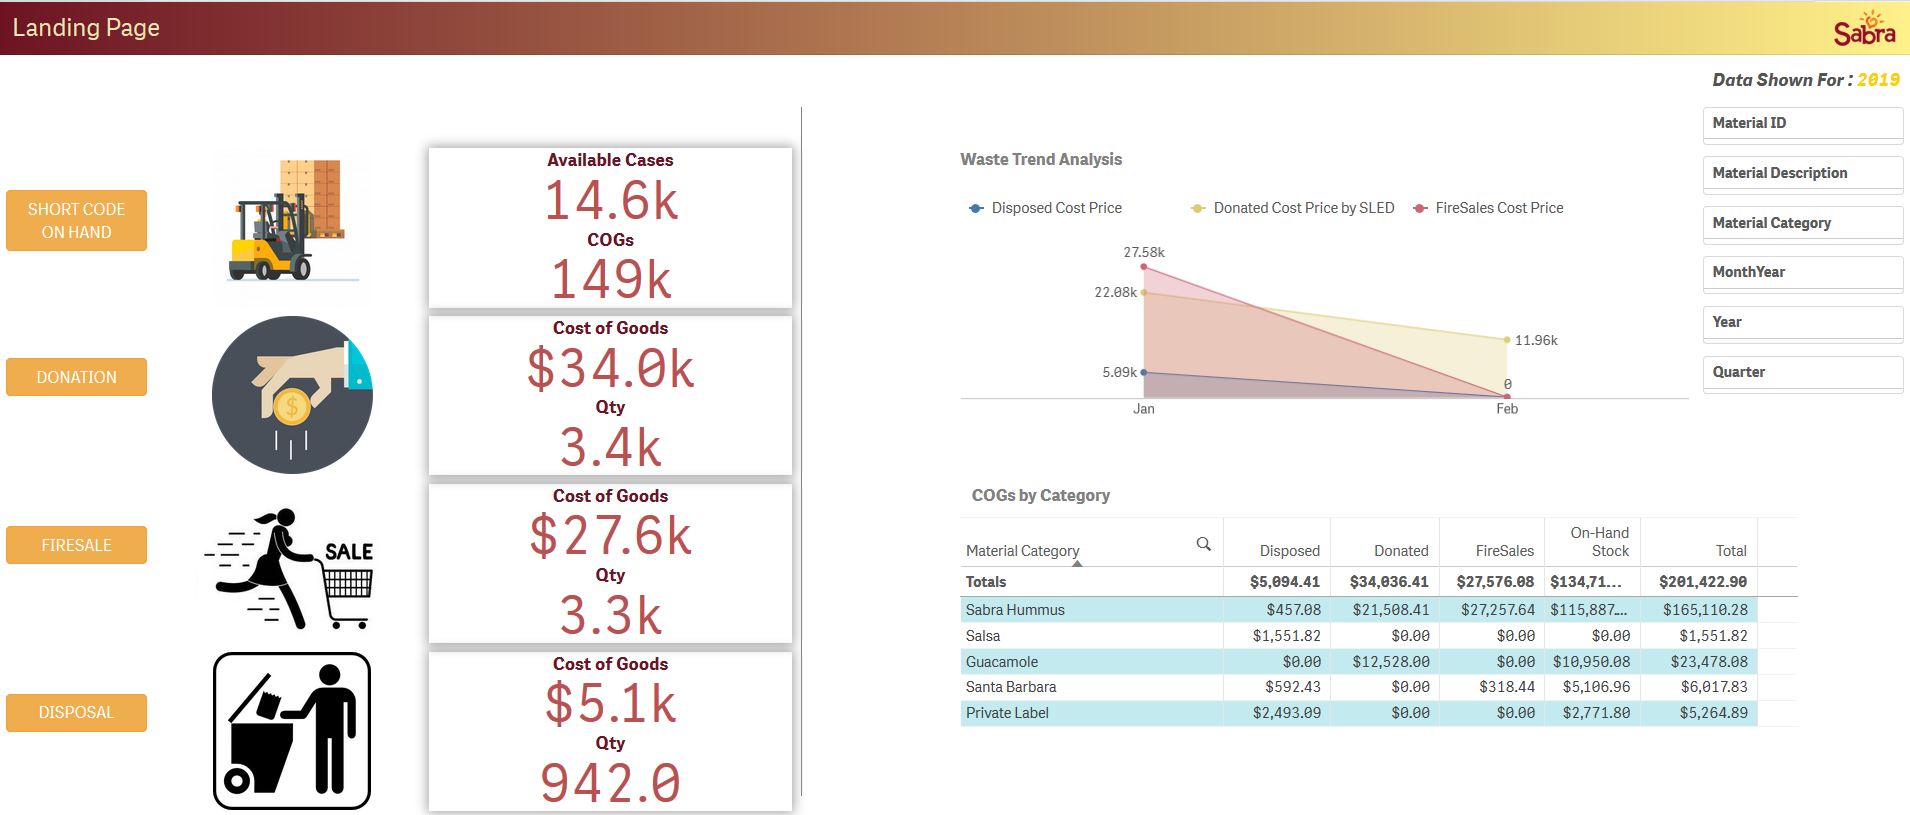 Landing Page
Sabra
Data Shown For : 2019
SHORT CODE
ON HAND
Available Cases
14.6k
COGs
149k
DONATION
$
Cost of Goods
$34.0k
Qty
3.4k
FIRESALE
SALE
Cost of Goods
$27.6k
Qty
3.3k
DISPOSAL
Cost of Goods
$5.1k
Qty
942.0
Waste Trend Analysis
Disposed Cost Price Donated Cost Price by SLED FireSales Cost Price
27.58k
22.08k
11.96k
5.09k
0
Jan Feb
Material ID
Material Description
Material Category
MonthYear
Year
Quarter
COGs by Category
Material Category Disposed Donated FireSales On-Hand Stock Total
Totals $5,094.41 $34,036.41 $27,576.08 $134,71... $201,422.90
Sabra Hummus $457.08 $21,508.41 $27,257.64 $115,887.... $165,110.28
Salsa $1,551.82 $0.00 $0.00 $0.00 $1,551.82
Guacamole $0.00 $12,528.00 $0.00 $10,950.08 $23,478.08
Santa Barbara $592.43 $0.00 $318.44 $5,106.96 $6,017.83
Private Label $2,493.09 $0.00 $0.00 $2,771.80 $5,264.89